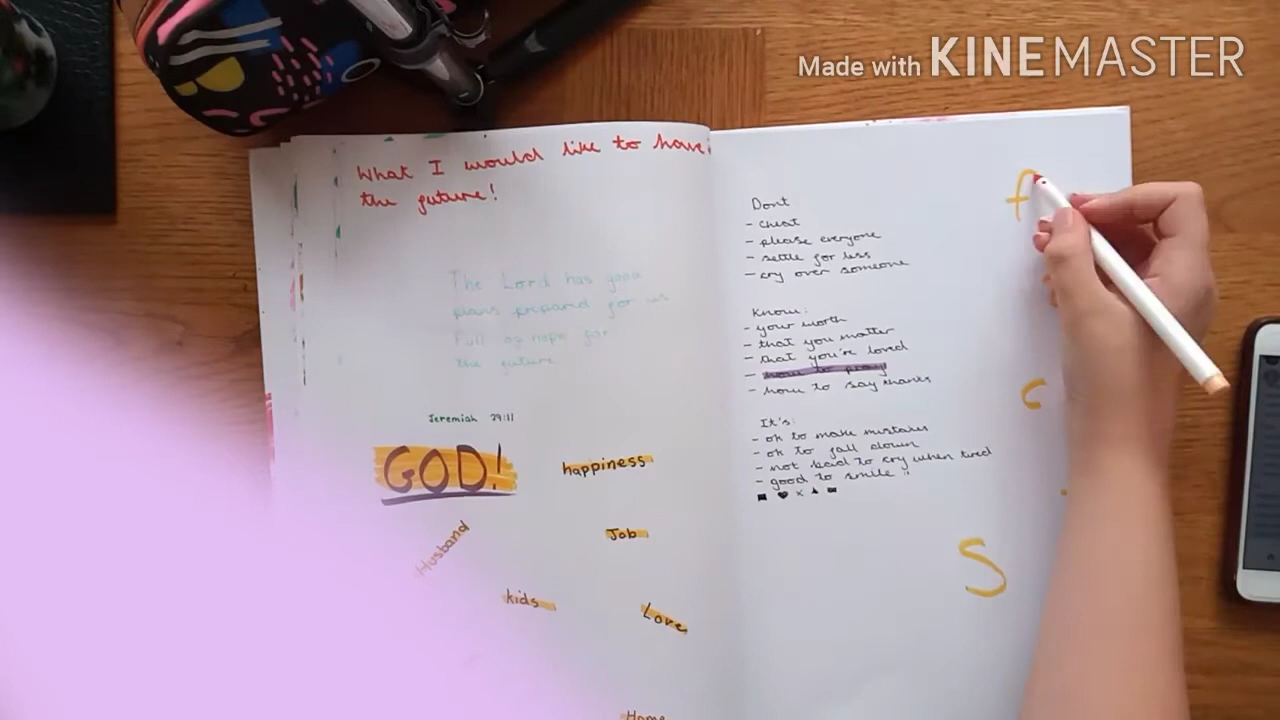 Made with KINEMASTER
What I would like to have
the future!
The Lord has good
plans prepared for us
Full of hope for
the future
Jeremiah 29:11
GOD!
happiness
Husband
Job
kids
Love
Home
Dont
- cheat
- please everyone
- settle for less
- cry over someone
Know:
- your worth
- that you matter
- that you're loved
- how to say thanks
It's:
- ok to make mistakes
- ok to fall down
- not bad to cry when tired
- good to smile
f
c
S